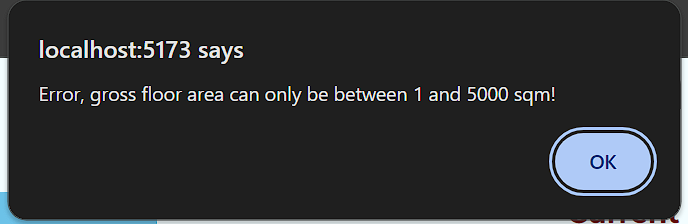 localhost:5173 says
Error, gross floor area can only be between 1 and 5000 sqm!
OK